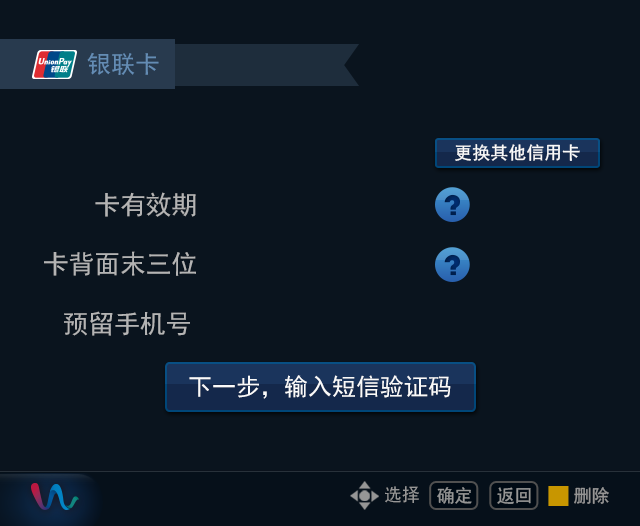 UnionPay
银联
银联卡
更换其他信用卡
卡有效期
?
卡背面末三位
?
预留手机号
下一步，输入短信验证码
选择 确定 返回 删除